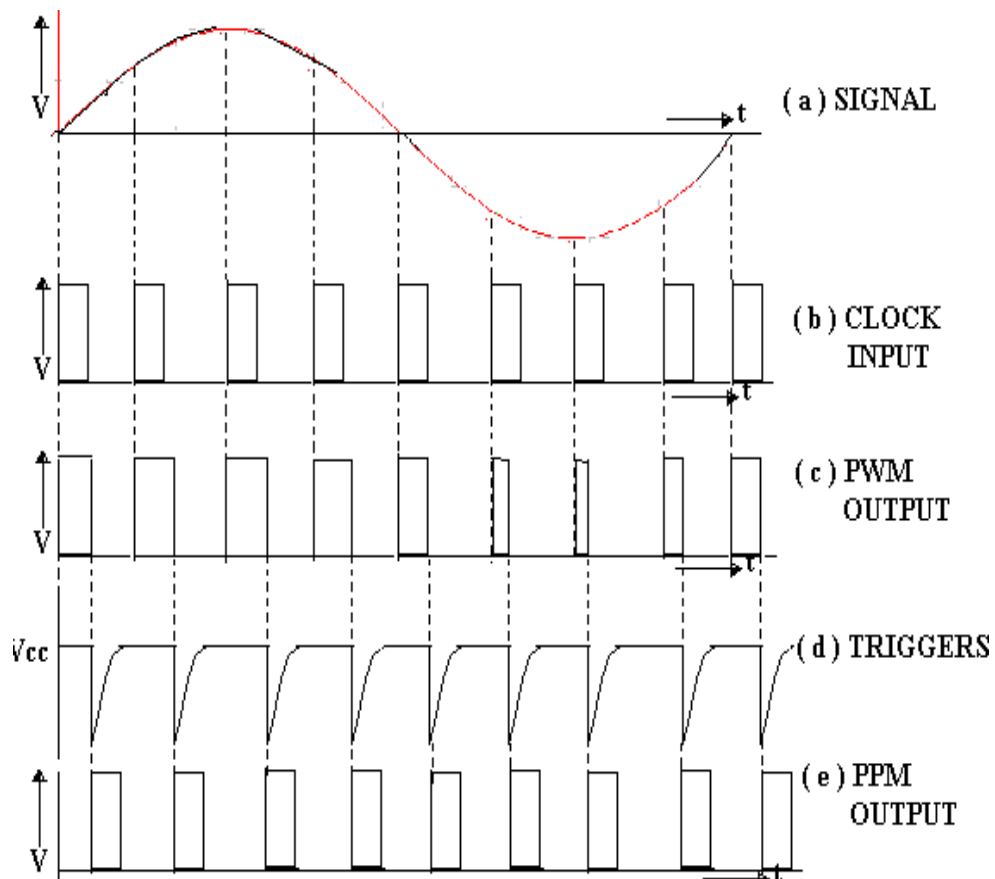 V
t
( a ) SIGNAL
V
t
( b ) CLOCK
INPUT
V
t
( c ) PWM
OUTPUT
Vcc
( d ) TRIGGERS
V
t
( e ) PPM
OUTPUT